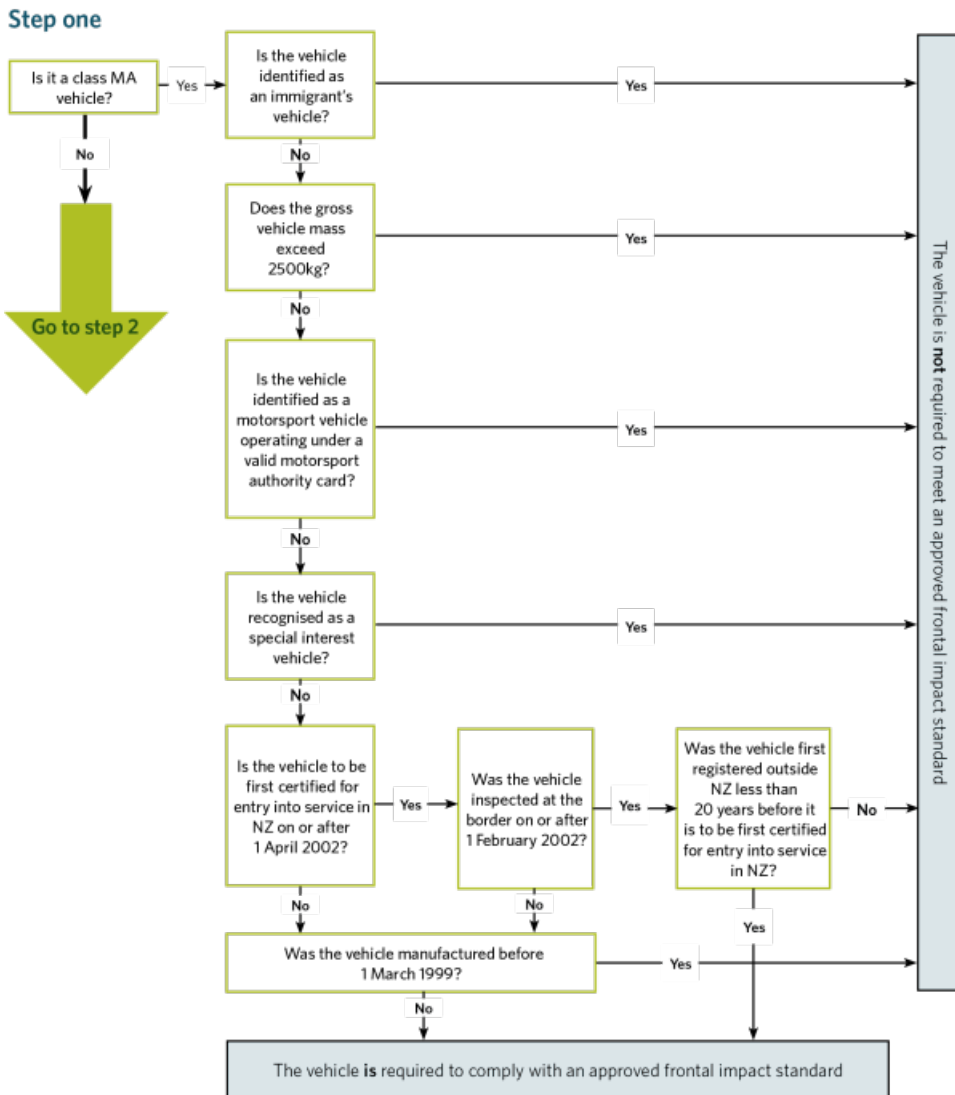 Step one
Is it a class MA
vehicle?
Yes
Is the vehicle
identified as
an immigrant's
vehicle?
Yes
No
Go to step 2
No
Does the gross
vehicle mass
exceed
2500kg?
Yes
No
Is the vehicle
identified as a
motorsport vehicle
operating under a
valid motorsport
authority card?
Yes
No
Is the vehicle
recognised as a
special interest
vehicle?
Yes
No
Is the vehicle to be
first certified for
entry into service in
NZ on or after
1 April 2002?
Yes
Was the vehicle
inspected at the
border on or after
1 February 2002?
Yes
Was the vehicle first
registered outside
NZ less than
20 years before it
is to be first certified
for entry into service
in NZ?
No
No
No
Yes
Was the vehicle manufactured before
1 March 1999?
Yes
No
The vehicle is required to comply with an approved frontal impact standard
The vehicle is not required to meet an approved frontal impact standard